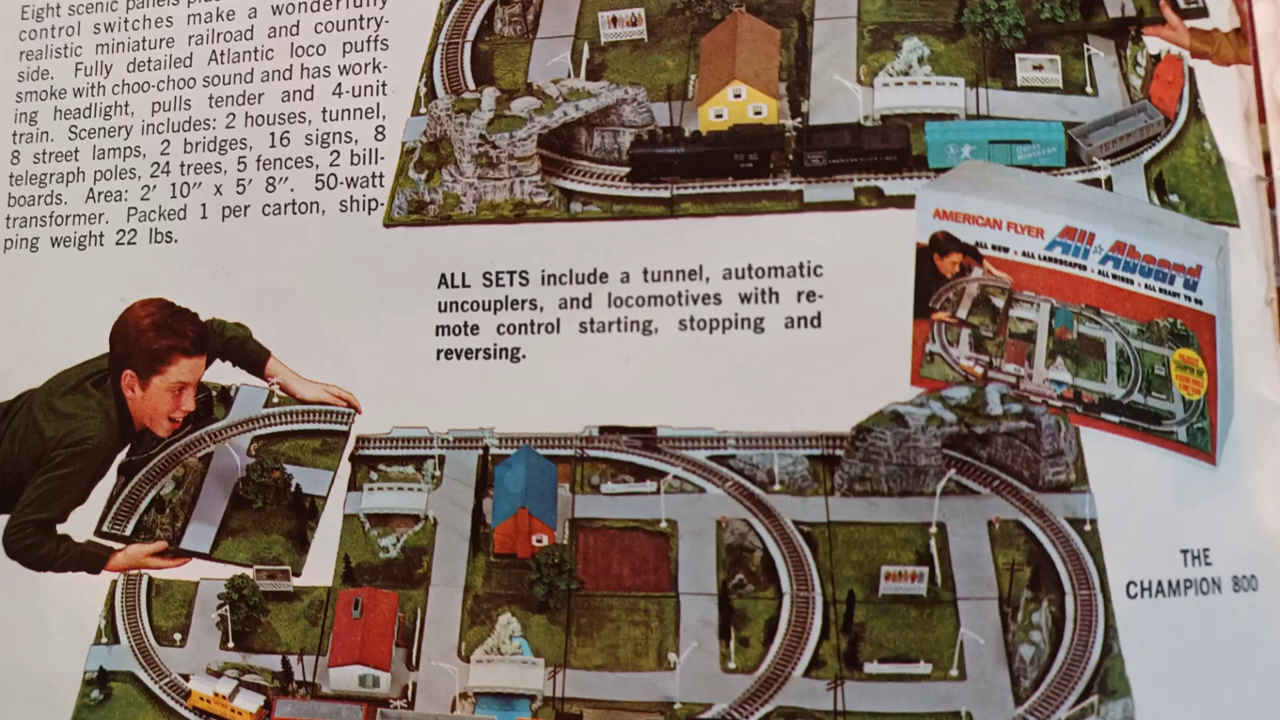 Eight scenic panels
control switches make a wonderfully
realistic miniature railroad and country-
side. Fully detailed Atlantic loco puffs
smoke with choo-choo sound and has work-
ing headlight, pulls tender and 4-unit
train. Scenery includes: 2 houses, tunnel,
8 street lamps, 2 bridges, 16 signs, 8
telegraph poles, 24 trees, 5 fences, 2 bill-
boards. Area: 2′ 10″ x 5′ 8″. 50-watt
transformer. Packed 1 per carton, ship-
ping weight 22 lbs.
ALL SETS include a tunnel, automatic
uncouplers, and locomotives with re-
mote control starting, stopping and
reversing.
AMERICAN FLYER
All Aboard
ALL NEW • ALL LANDSCAPED • ALL WIRED • ALL READY TO GO
THE
CHAMPION 800